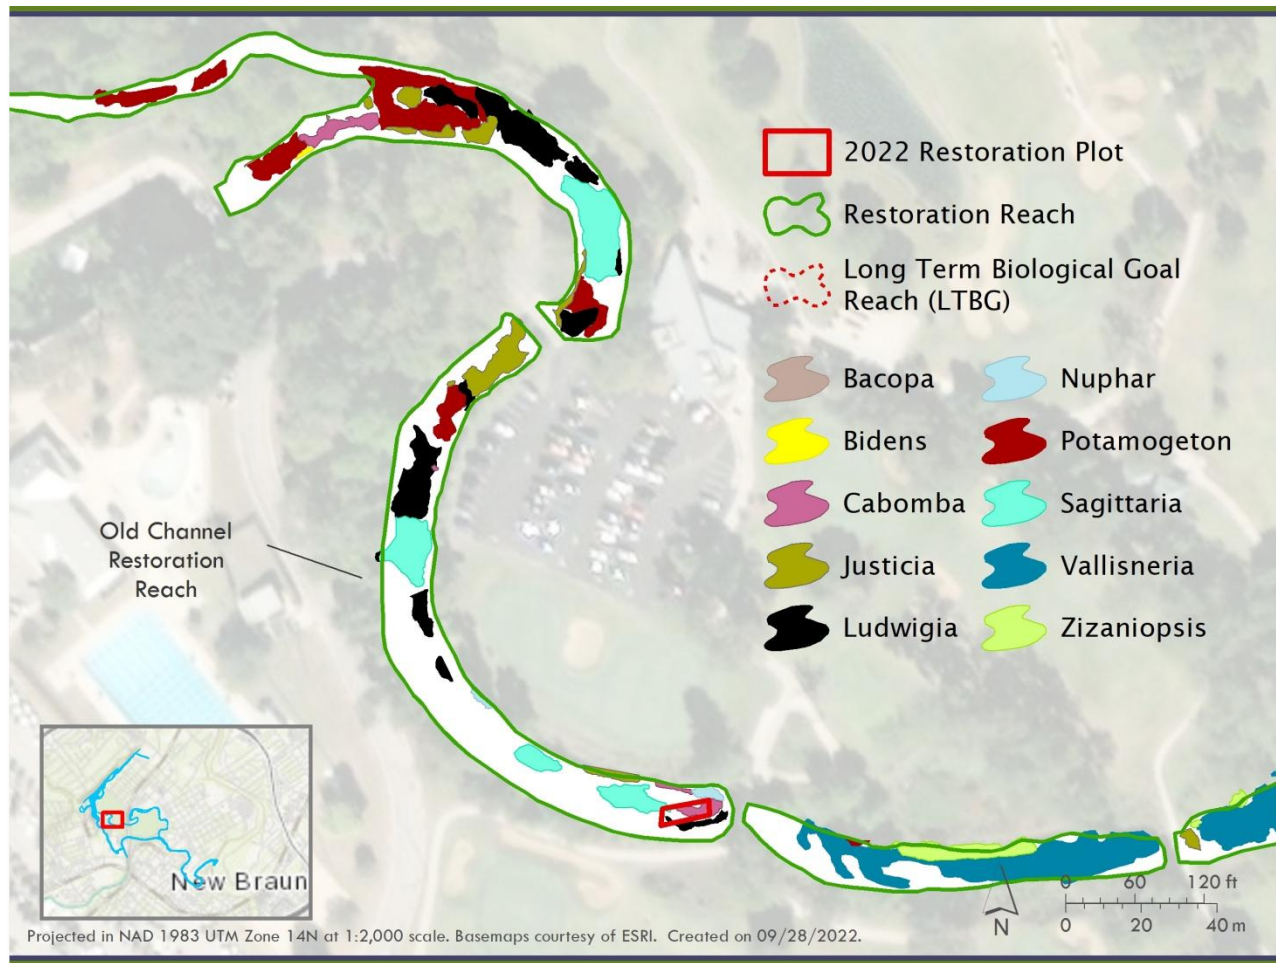 2022 Restoration Plot
Restoration Reach
Long Term Biological Goal
Reach (LTBG)
Bacopa
Nuphar
Bidens
Potamogeton
Cabomba
Sagittaria
Justicia
Vallisneria
Ludwigia
Zizaniopsis
Old Channel
Restoration
Reach
New Braun
N
0 60 120 ft
0 20 40 m
Projected in NAD 1983 UTM Zone 14N at 1:2,000 scale. Basemaps courtesy of ESRI. Created on 09/28/2022.